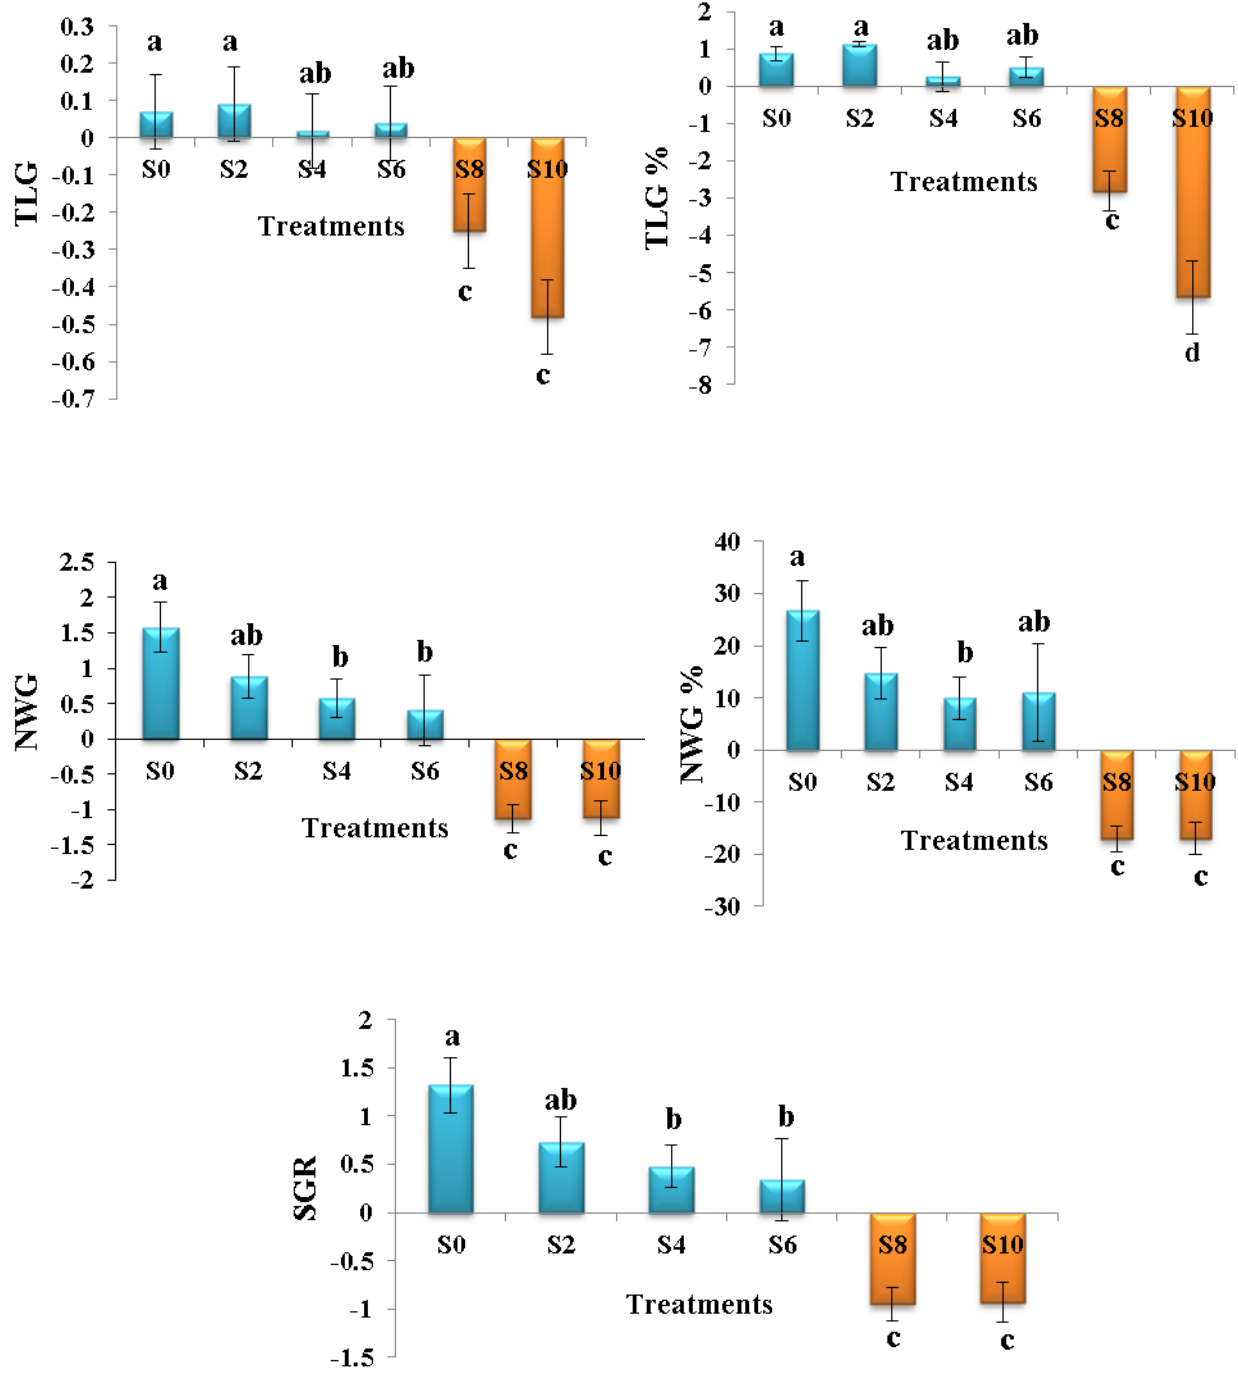 0.3
0.2
0.1
0
-0.1
-0.2
-0.3
-0.4
-0.5
-0.6
-0.7
TLG
a
a
ab
ab
S0 S2 S4 S6 S8 S10
Treatments
c
c
2
1
0
-1
-2
-3
-4
-5
-6
-7
-8
TLG %
a
a
ab
ab
S0 S2 S4 S6 S8 S10
Treatments
c
d
2.5
2
1.5
1
0.5
0
-0.5
-1
-1.5
-2
NWG
a
ab
b
b
S0 S2 S4 S6 S8 S10
Treatments
c
c
40
30
20
10
0
-10
-20
-30
NWG %
a
ab
b
ab
S0 S2 S4 S6 S8 S10
Treatments
c
c
2
1.5
1
0.5
0
-0.5
-1
-1.5
SGR
a
ab
b
b
S0 S2 S4 S6 S8 S10
Treatments
c
c